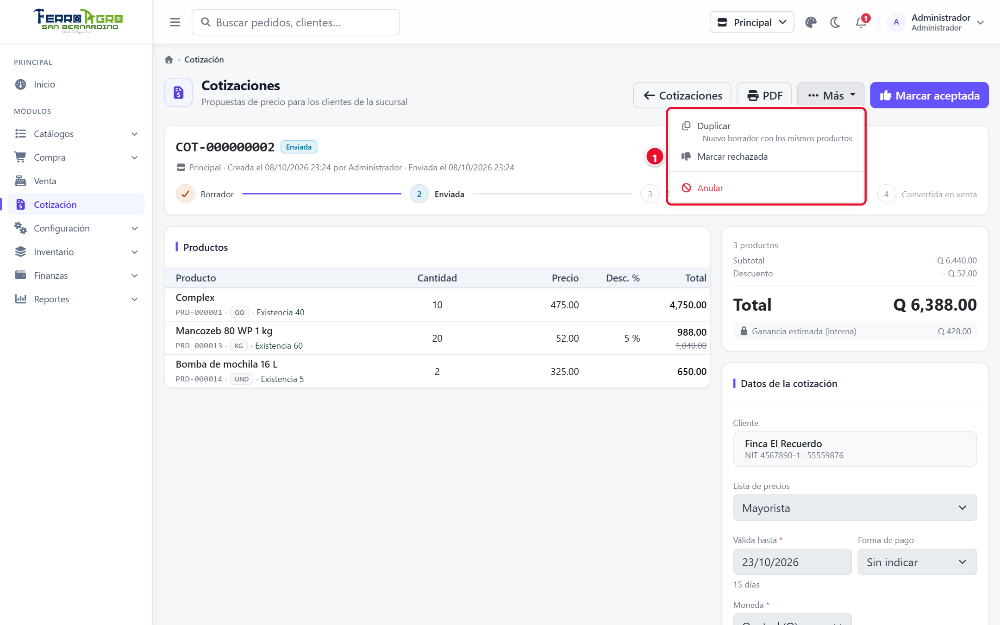 FERROAGRO
SAN BERNARDINO
Buscar pedidos, clientes...
Principal
1
A
Administrador
Administrador
PRINCIPAL
Inicio
MÓDULOS
Catálogos
Compra
Venta
Cotización
Configuración
Inventario
Finanzas
Reportes
› Cotización
Cotizaciones
Propuestas de precio para los clientes de la sucursal
Cotizaciones
PDF
Más
Marcar aceptada
Duplicar
Nuevo borrador con los mismos productos
Marcar rechazada
Anular
1
COT-000000002
Enviada
Principal · Creada el 08/10/2026 23:24 por Administrador · Enviada el 08/10/2026 23:24
Borrador
2
Enviada
3
4
Convertida en venta
Productos
Producto Cantidad Precio Desc. % Total
Complex
PRD-000001 · QQ · Existencia 40
10 475.00 4,750.00
Mancozeb 80 WP 1 kg
PRD-000013 · KG · Existencia 60
20 52.00 5 % 988.00
1,040.00
Bomba de mochila 16 L
PRD-000014 · UND · Existencia 5
2 325.00 650.00
3 productos
Subtotal Q 6,440.00
Descuento - Q 52.00
Total Q 6,388.00
Ganancia estimada (interna) Q 428.00
Datos de la cotización
Cliente
Finca El Recuerdo
NIT 4567890-1 · 55559876
Lista de precios
Mayorista
Válida hasta *
23/10/2026
15 días
Forma de pago
Sin indicar
Moneda *